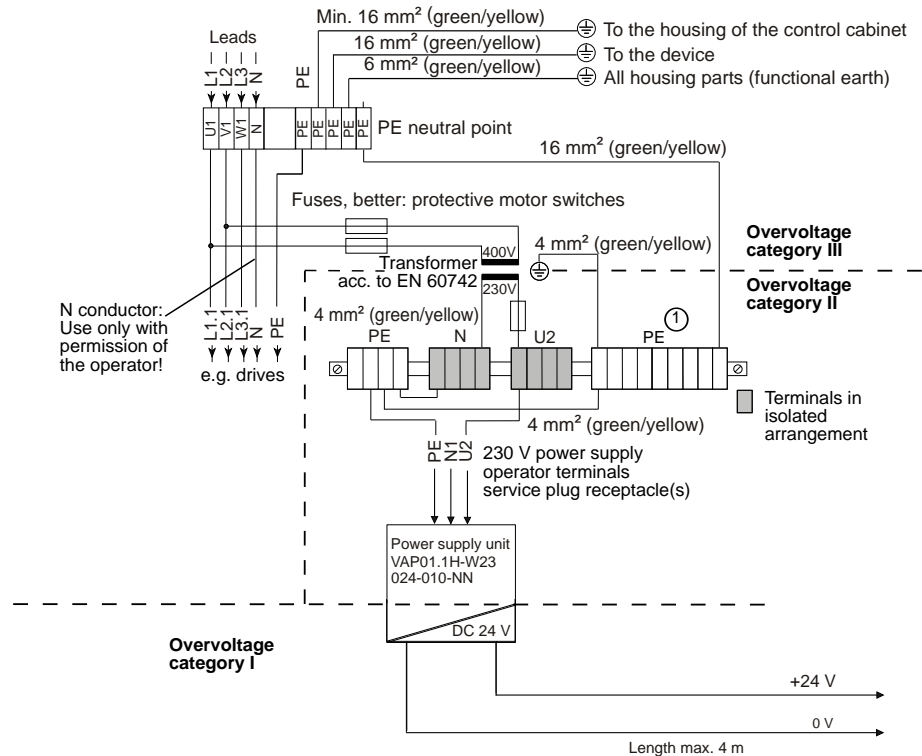 Min. 16 mm² (green/yellow)
To the housing of the control cabinet
Leads
16 mm² (green/yellow)
To the device
6 mm² (green/yellow)
All housing parts (functional earth)
L1
L2
L3
N
PE
U1
V1
W1
N
PE
PE
PE
PE
PE
PE neutral point
16 mm² (green/yellow)
Fuses, better: protective motor switches
Overvoltage
category III
400V
4 mm² (green/yellow)
Transformer
acc. to EN 60742
230V
Overvoltage
category II
N conductor:
Use only with
permission of
the operator!
L1.1
L2.1
L3.1
N
PE
e.g. drives
4 mm² (green/yellow)
PE
N
U2
PE
1
Terminals in
isolated
arrangement
4 mm² (green/yellow)
PE
N1
U2
230 V power supply
operator terminals
service plug receptacle(s)
Power supply unit
VAP01.1H-W23
024-010-NN
DC 24 V
Overvoltage
category I
+24 V
0 V
Length max. 4 m